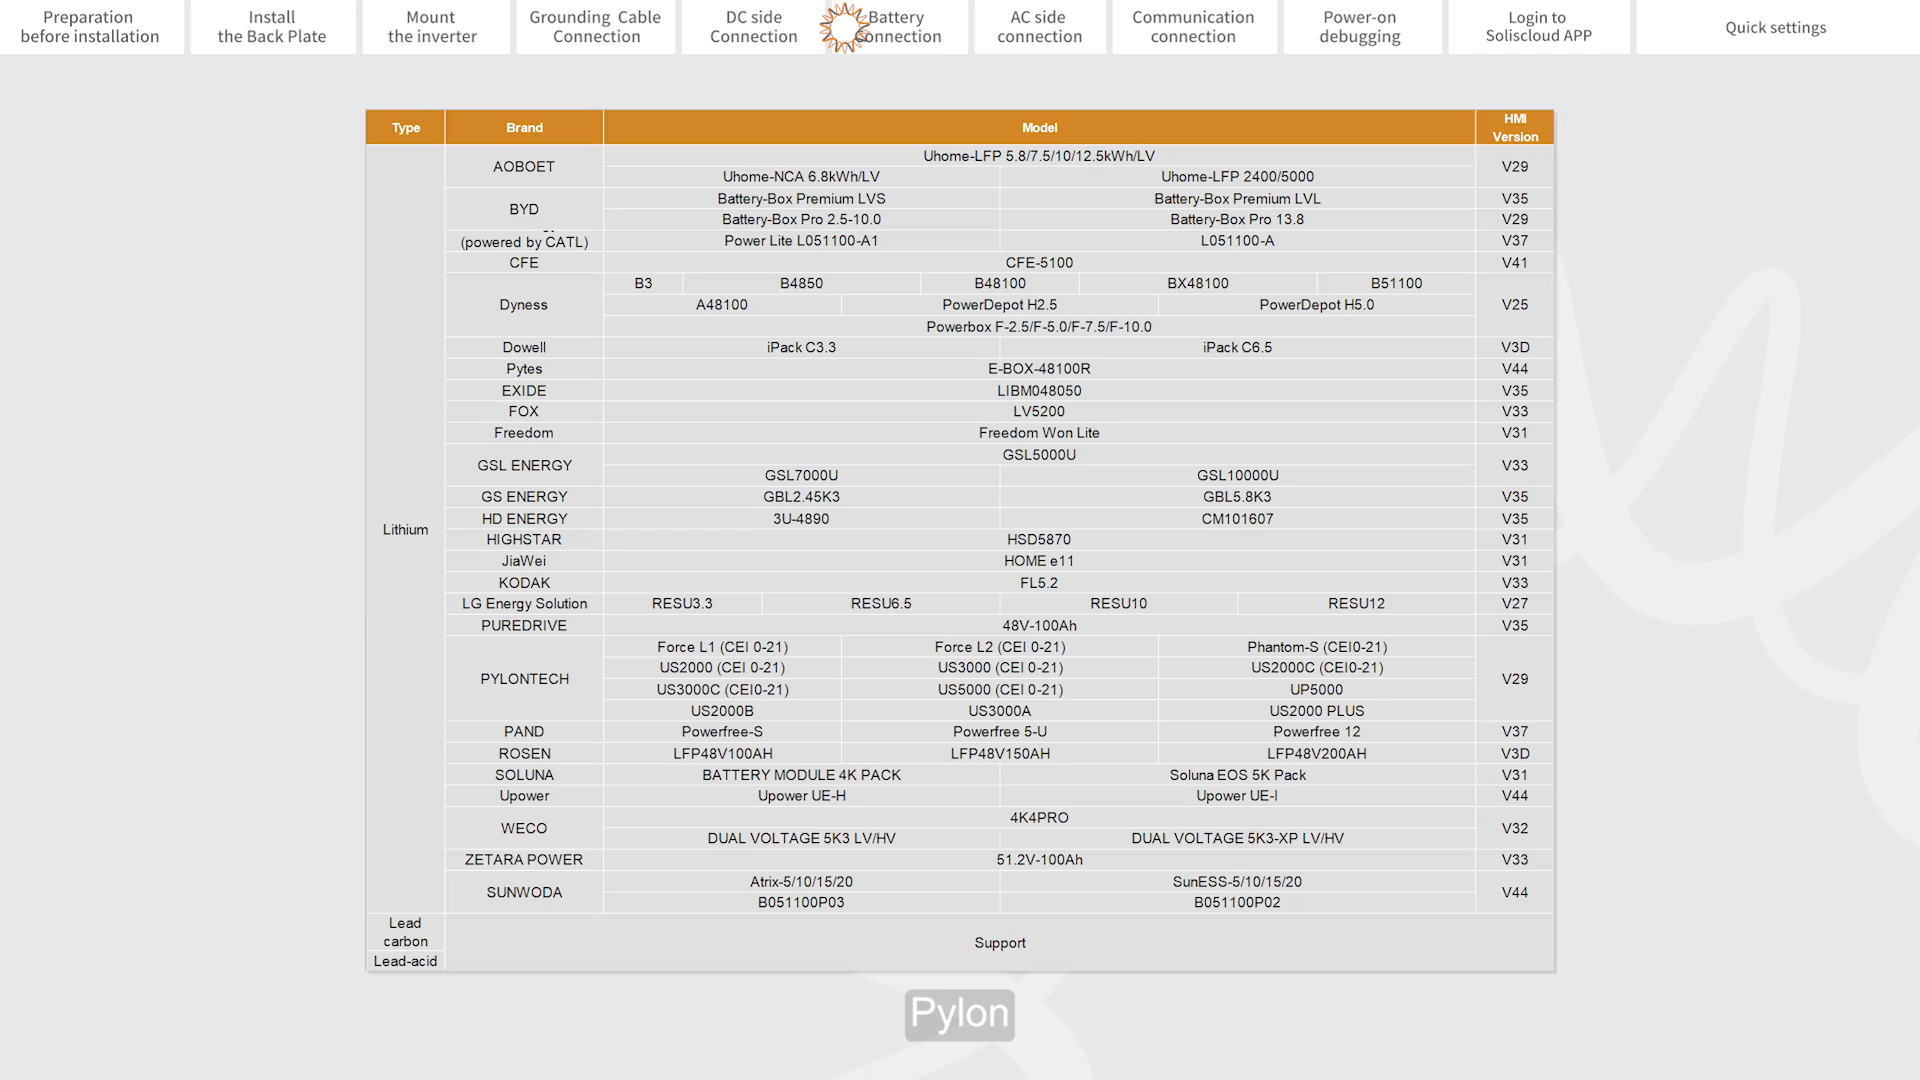 Preparation
before installation
Install
the Back Plate
Mount
the inverter
Grounding Cable
Connection
DC side
Connection
Battery
Connection
AC side
connection
Communication
connection
Power-on
debugging
Login to
Soliscloud APP
Quick settings
Type Brand Model HMI Version
Lithium
AOBOET Uhome-LFP 5.8/7.5/10/12.5kWh/LV V29
Uhome-NCA 6.8kWh/LV Uhome-LFP 2400/5000
BYD Battery-Box Premium LVS Battery-Box Premium LVL V35
Battery-Box Pro 2.5-10.0 Battery-Box Pro 13.8 V29
(powered by CATL) Power Lite L051100-A1 L051100-A V37
CFE CFE-5100 V41
Dyness B3 B4850 B48100 BX48100 B51100 V25
A48100 PowerDepot H2.5 PowerDepot H5.0
Powerbox F-2.5/F-5.0/F-7.5/F-10.0
Dowell iPack C3.3 iPack C6.5 V3D
Pytes E-BOX-48100R V44
EXIDE LIBM048050 V35
FOX LV5200 V33
Freedom Freedom Won Lite V31
GSL ENERGY GSL5000U V33
GSL7000U GSL10000U
GS ENERGY GBL2.45K3 GBL5.8K3 V35
HD ENERGY 3U-4890 CM101607 V35
HIGHSTAR HSD5870 V31
JiaWei HOME e11 V31
KODAK FL5.2 V33
LG Energy Solution RESU3.3 RESU6.5 RESU10 RESU12 V27
PUREDRIVE 48V-100Ah V35
PYLONTECH Force L1 (CEI 0-21) Force L2 (CEI 0-21) Phantom-S (CEI0-21) V29
US2000 (CEI 0-21) US3000 (CEI 0-21) US2000C (CEI0-21)
US3000C (CEI0-21) US5000 (CEI 0-21) UP5000
US2000B US3000A US2000 PLUS
PAND Powerfree-S Powerfree 5-U Powerfree 12 V37
ROSEN LFP48V100AH LFP48V150AH LFP48V200AH V3D
SOLUNA BATTERY MODULE 4K PACK Soluna EOS 5K Pack V31
Upower Upower UE-H Upower UE-I V44
WECO 4K4PRO V32
DUAL VOLTAGE 5K3 LV/HV DUAL VOLTAGE 5K3-XP LV/HV
ZETARA POWER 51.2V-100Ah V33
SUNWODA Atrix-5/10/15/20 SunESS-5/10/15/20 V44
B051100P03 B051100P02
Lead
carbon
Support
Lead-acid
Pylon